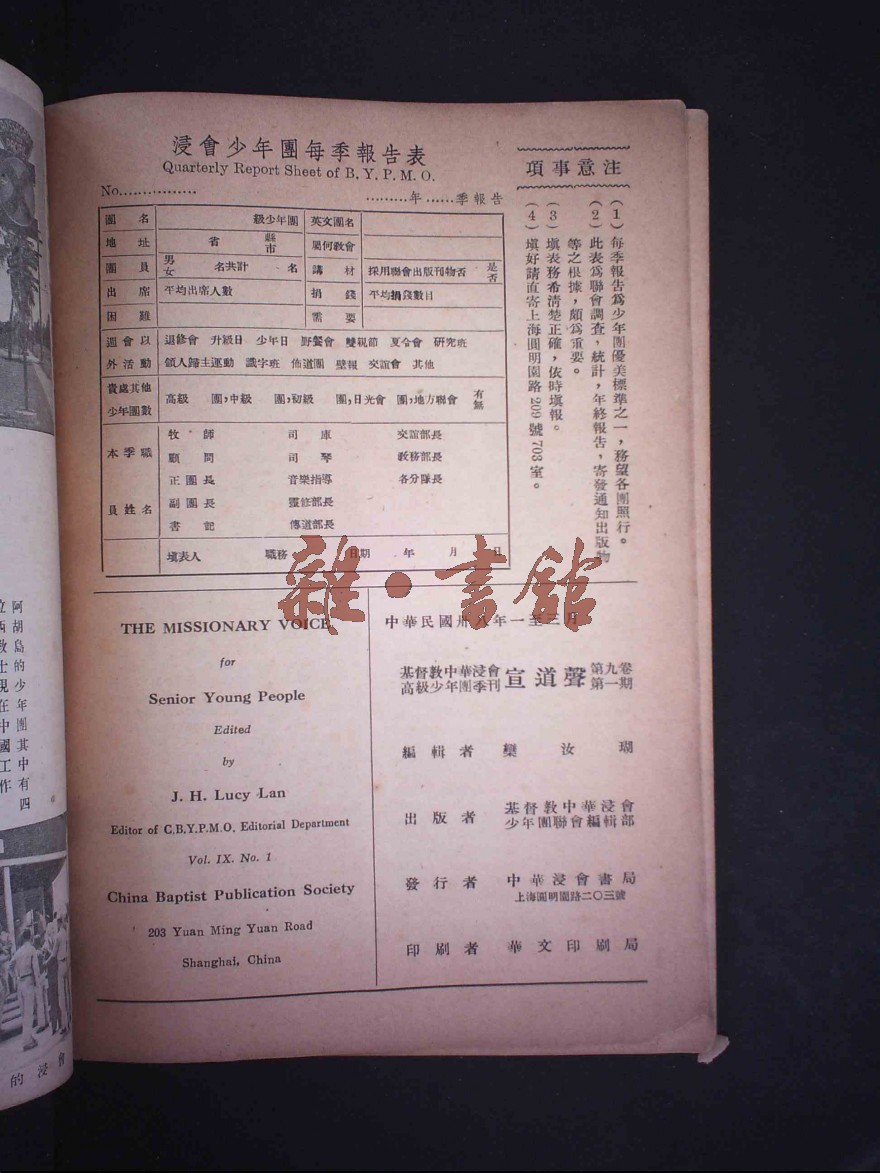 浸會少年團每季報告表
Quarterly Report Sheet of B. Y. P. M. O.
No................
.........年......季報告
團名 級少年團 英文團名
地址 省 縣市 屬何教會
團員 男女 名共計 名 講材 採用聯會出版刊物否 是否
出席 平均出席人數 捐錢 平均捐錢數目
困難 需要
週會以外活動 退修會 升級日 少年日 野餐會 雙親節 夏令會 研究班
領人歸主運動 識字班 佈道團 壁報 交誼會 其他
貴處其他少年團數 高級 團，中級 團，初級 團，日光會 團，地方聯會 有無
本季職員姓名
牧師 司庫 交誼部長
顧問 司琴 教務部長
正團長 音樂指導 各分隊長
副團長 靈修部長
書記 傳道部長
填表人 職務 日期 年 月 日
注意事項
（1）每季報告爲少年團優美標準之一，務望各團照行。
（2）此表爲聯會調查，統計，年終報告，寄發通知出版物
等之根據，頗爲重要。
（3）填表務希清楚正確，依時填報。
（4）填好請直寄上海圓明園路209號703室。
雜·書館
THE MISSIONARY VOICE
for
Senior Young People
Edited
by
J. H. Lucy Lan
Editor of C.B.Y.P.M.O. Editorial Department
Vol. IX. No. 1
China Baptist Publication Society
203 Yuan Ming Yuan Road
Shanghai, China
中華民國卅八年一至三月
基督教中華浸會
高級少年團季刊
宣道聲
第九卷
第一期
編輯者 欒汝瑚
出版者 基督教中華浸會
少年團聯會編輯部
發行者 中華浸會書局
上海圓明園路二〇三號
印刷者 華文印刷局
阿胡島的少年團其中有四
的浸會